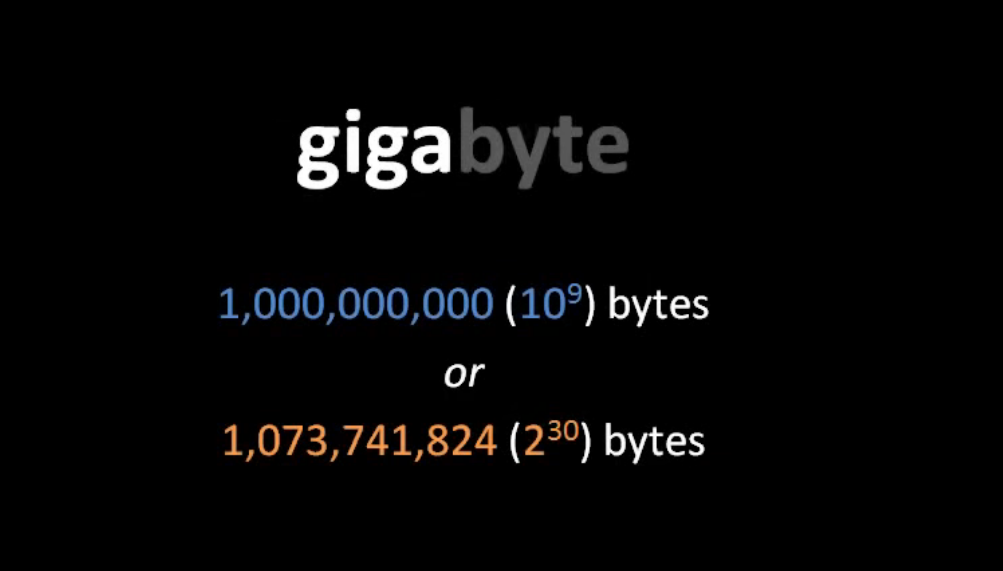 gigabyte
1,000,000,000 (10⁹) bytes
or
1,073,741,824 (2³⁰) bytes